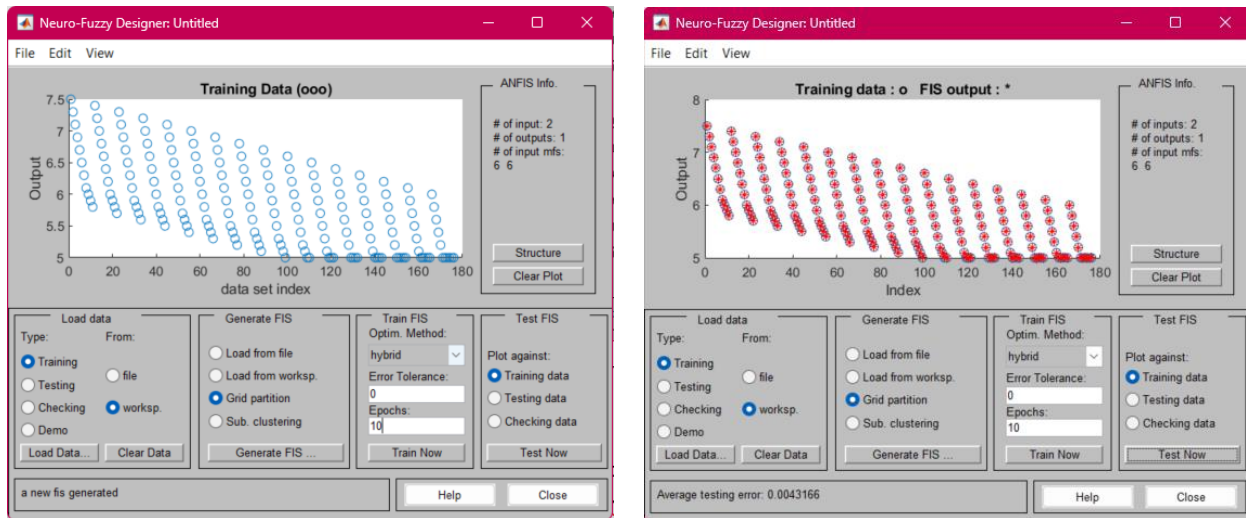 Neuro-Fuzzy Designer: Untitled
File Edit View
Training Data (ooo)
7.5
7
6.5
6
5.5
5
Output
0 20 40 60 80 100 120 140 160 180
data set index
ANFIS Info.
# of input: 2
# of outputs: 1
# of input mfs:
6 6
Structure
Clear Plot
Load data
Type: From:
Training
Testing
Checking
Demo
file
worksp.
Load Data... Clear Data
Generate FIS
Load from file
Load from worksp.
Grid partition
Sub. clustering
Generate FIS ...
Train FIS
Optim. Method:
hybrid
Error Tolerance:
0
Epochs:
10
Train Now
Test FIS
Plot against:
Training data
Testing data
Checking data
Test Now
a new fis generated
Help Close
Neuro-Fuzzy Designer: Untitled
File Edit View
Training data : o FIS output : *
8
7
6
5
Output
0 20 40 60 80 100 120 140 160 180
Index
ANFIS Info.
# of inputs: 2
# of outputs: 1
# of input mfs:
6 6
Structure
Clear Plot
Load data
Type: From:
Training
Testing
Checking
Demo
file
worksp.
Load Data... Clear Data
Generate FIS
Load from file
Load from worksp.
Grid partition
Sub. clustering
Generate FIS ...
Train FIS
Optim. Method:
hybrid
Error Tolerance:
0
Epochs:
10
Train Now
Test FIS
Plot against:
Training data
Testing data
Checking data
Test Now
Average testing error: 0.0043166
Help Close